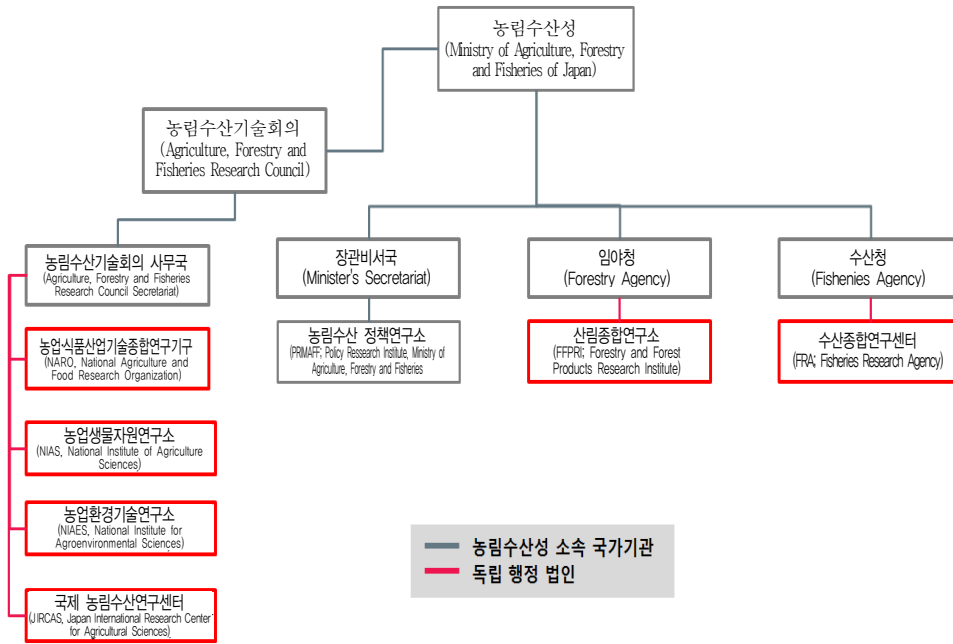 농림수산성
(Ministry of Agriculture, Forestry
and Fisheries of Japan)
농림수산기술회의
(Agriculture, Forestry and
Fisheries Research Council)
농림수산기술회의 사무국
(Agriculture, Forestry and Fisheries
Research Council Secretariat)
장관비서국
(Minister's Secretariat)
임야청
(Forestry Agency)
수산청
(Fishenies Agency)
농업·식품산업기술종합연구기구
(NARO, National Agriculture and
Food Research Organization)
농림수산 정책연구소
(PRIMAFF; Policy Ressearch Institute, Ministry of
Agriculture, Forestry and Fisheries
산림종합연구소
(FFPRI; Forestry and Forest
Products Research Institute)
수산종합연구센터
(FRA; Fisheries Research Agency)
농업생물자원연구소
(NIAS, National Institute of Agriculture
Sciences)
농업환경기술연구소
(NIAES, National Institute for
Agroenvironmental Sciences)
국제 농림수산연구센터
(JIRCAS, Japan International Research Center
for Agricultural Sciences)
농림수산성 소속 국가기관
독립 행정 법인